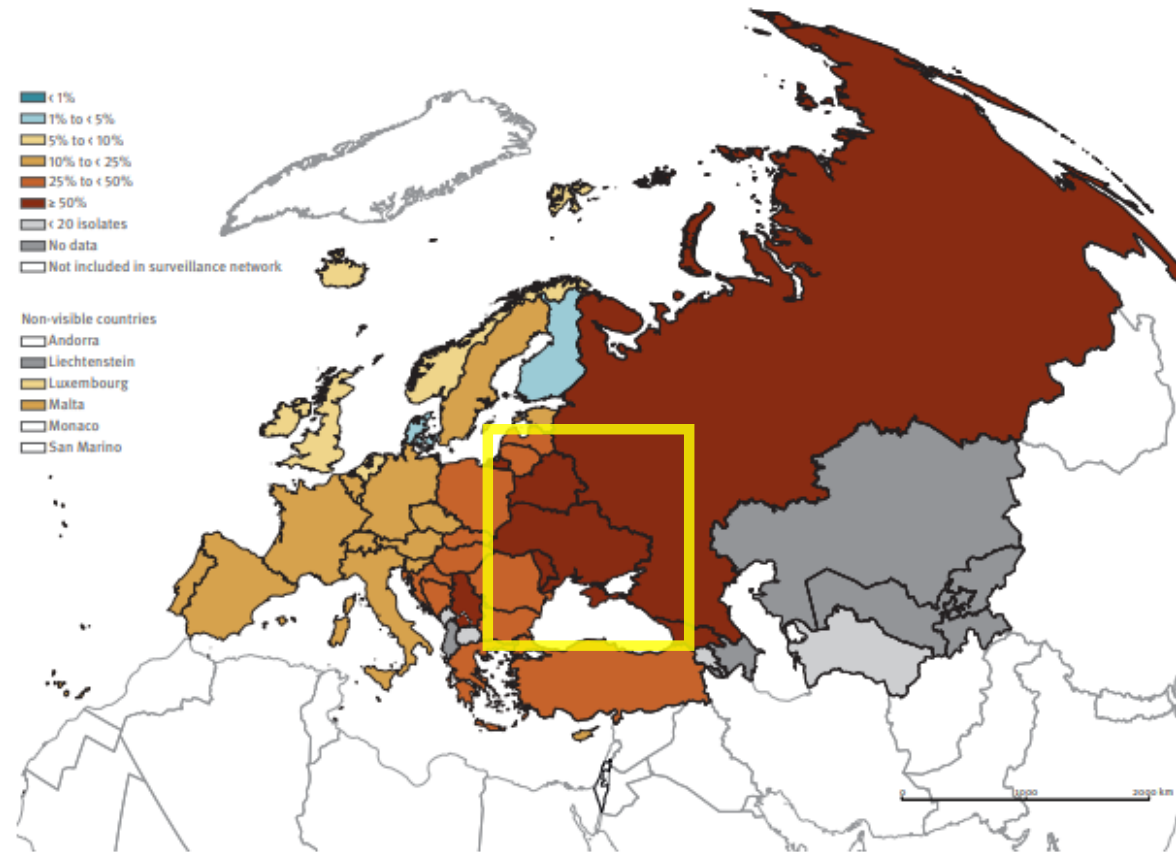 < 1%
1% to < 5%
5% to < 10%
10% to < 25%
25% to < 50%
≥ 50%
< 20 isolates
No data
Not included in surveillance network
Non-visible countries
Andorra
Liechtenstein
Luxembourg
Malta
Monaco
San Marino
0 1000 2000 km